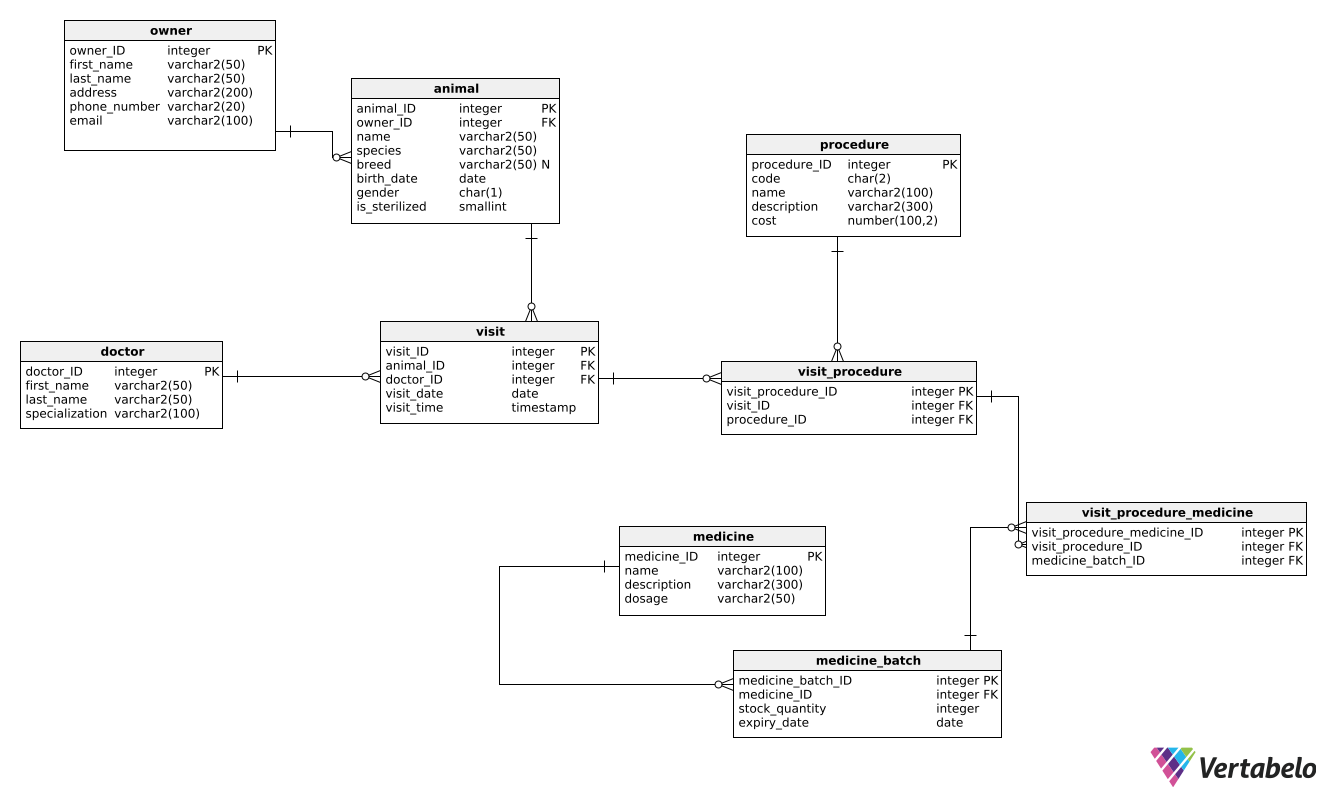 owner
owner_ID integer PK
first_name varchar2(50)
last_name varchar2(50)
address varchar2(200)
phone_number varchar2(20)
email varchar2(100)
animal
animal_ID integer PK
owner_ID integer FK
name varchar2(50)
species varchar2(50)
breed varchar2(50) N
birth_date date
gender char(1)
is_sterilized smallint
procedure
procedure_ID integer PK
code char(2)
name varchar2(100)
description varchar2(300)
cost number(100,2)
doctor
doctor_ID integer PK
first_name varchar2(50)
last_name varchar2(50)
specialization varchar2(100)
visit
visit_ID integer PK
animal_ID integer FK
doctor_ID integer FK
visit_date date
visit_time timestamp
visit_procedure
visit_procedure_ID integer PK
visit_ID integer FK
procedure_ID integer FK
visit_procedure_medicine
visit_procedure_medicine_ID integer PK
visit_procedure_ID integer FK
medicine_batch_ID integer FK
medicine
medicine_ID integer PK
name varchar2(100)
description varchar2(300)
dosage varchar2(50)
medicine_batch
medicine_batch_ID integer PK
medicine_ID integer FK
stock_quantity integer
expiry_date date
Vertabelo